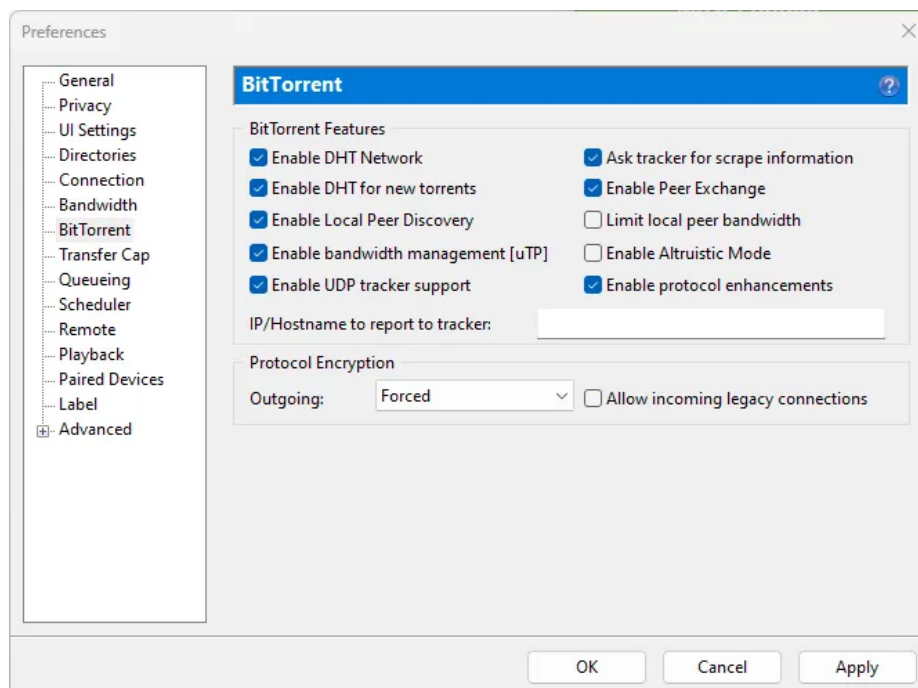 Preferences
General
Privacy
UI Settings
Directories
Connection
Bandwidth
BitTorrent
Transfer Cap
Queueing
Scheduler
Remote
Playback
Paired Devices
Label
Advanced
BitTorrent
BitTorrent Features
Enable DHT Network
Ask tracker for scrape information
Enable DHT for new torrents
Enable Peer Exchange
Enable Local Peer Discovery
Limit local peer bandwidth
Enable bandwidth management [uTP]
Enable Altruistic Mode
Enable UDP tracker support
Enable protocol enhancements
IP/Hostname to report to tracker:
Protocol Encryption
Outgoing:
Forced
Allow incoming legacy connections
OK
Cancel
Apply